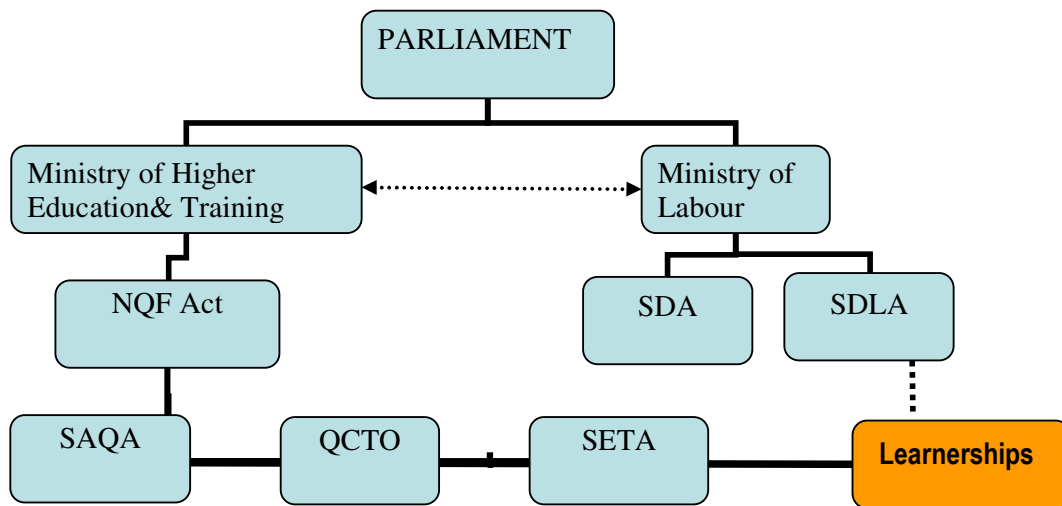 PARLIAMENT
Ministry of Higher
Education& Training
Ministry of
Labour
NQF Act
SDA
SDLA
SAQA
QCTO
SETA
Learnerships